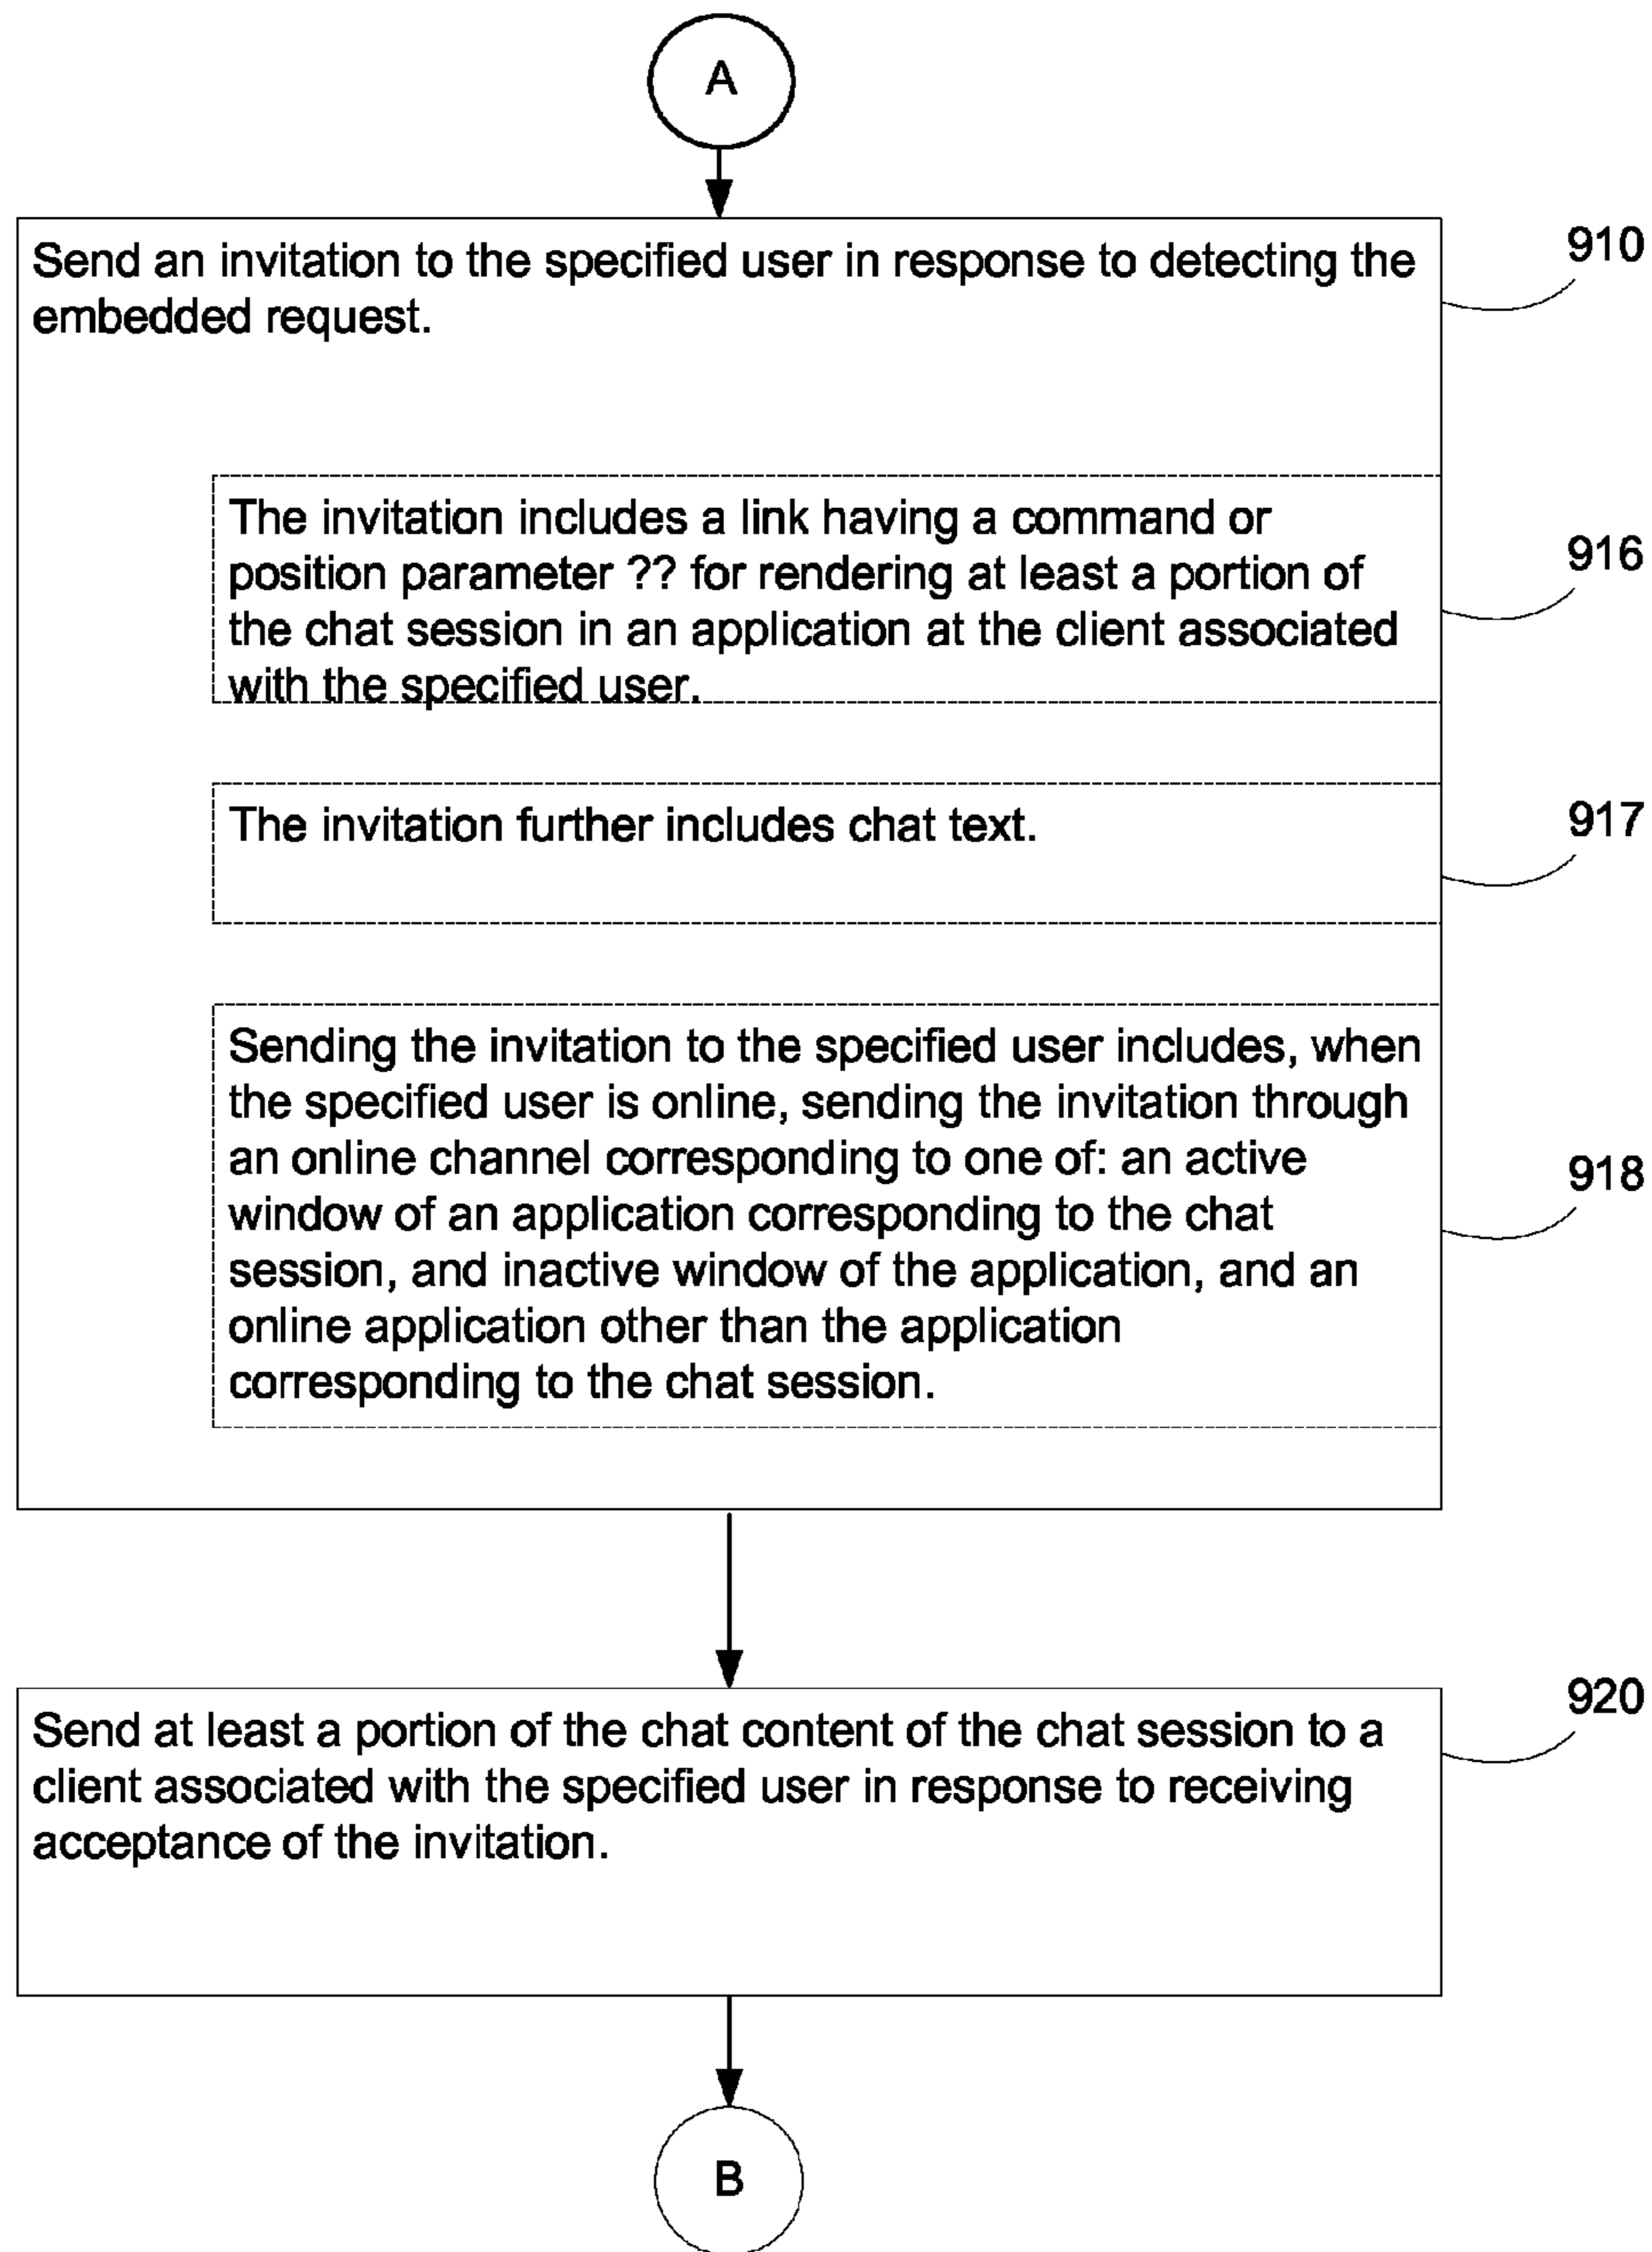 A
Send an invitation to the specified user in response to detecting the
embedded request.
910
The invitation includes a link having a command or
position parameter ?? for rendering at least a portion of
the chat session in an application at the client associated
with the specified user.
916
The invitation further includes chat text.
917
Sending the invitation to the specified user includes, when
the specified user is online, sending the invitation through
an online channel corresponding to one of: an active
window of an application corresponding to the chat
session, and inactive window of the application, and an
online application other than the application
corresponding to the chat session.
918
Send at least a portion of the chat content of the chat session to a
client associated with the specified user in response to receiving
acceptance of the invitation.
920
B